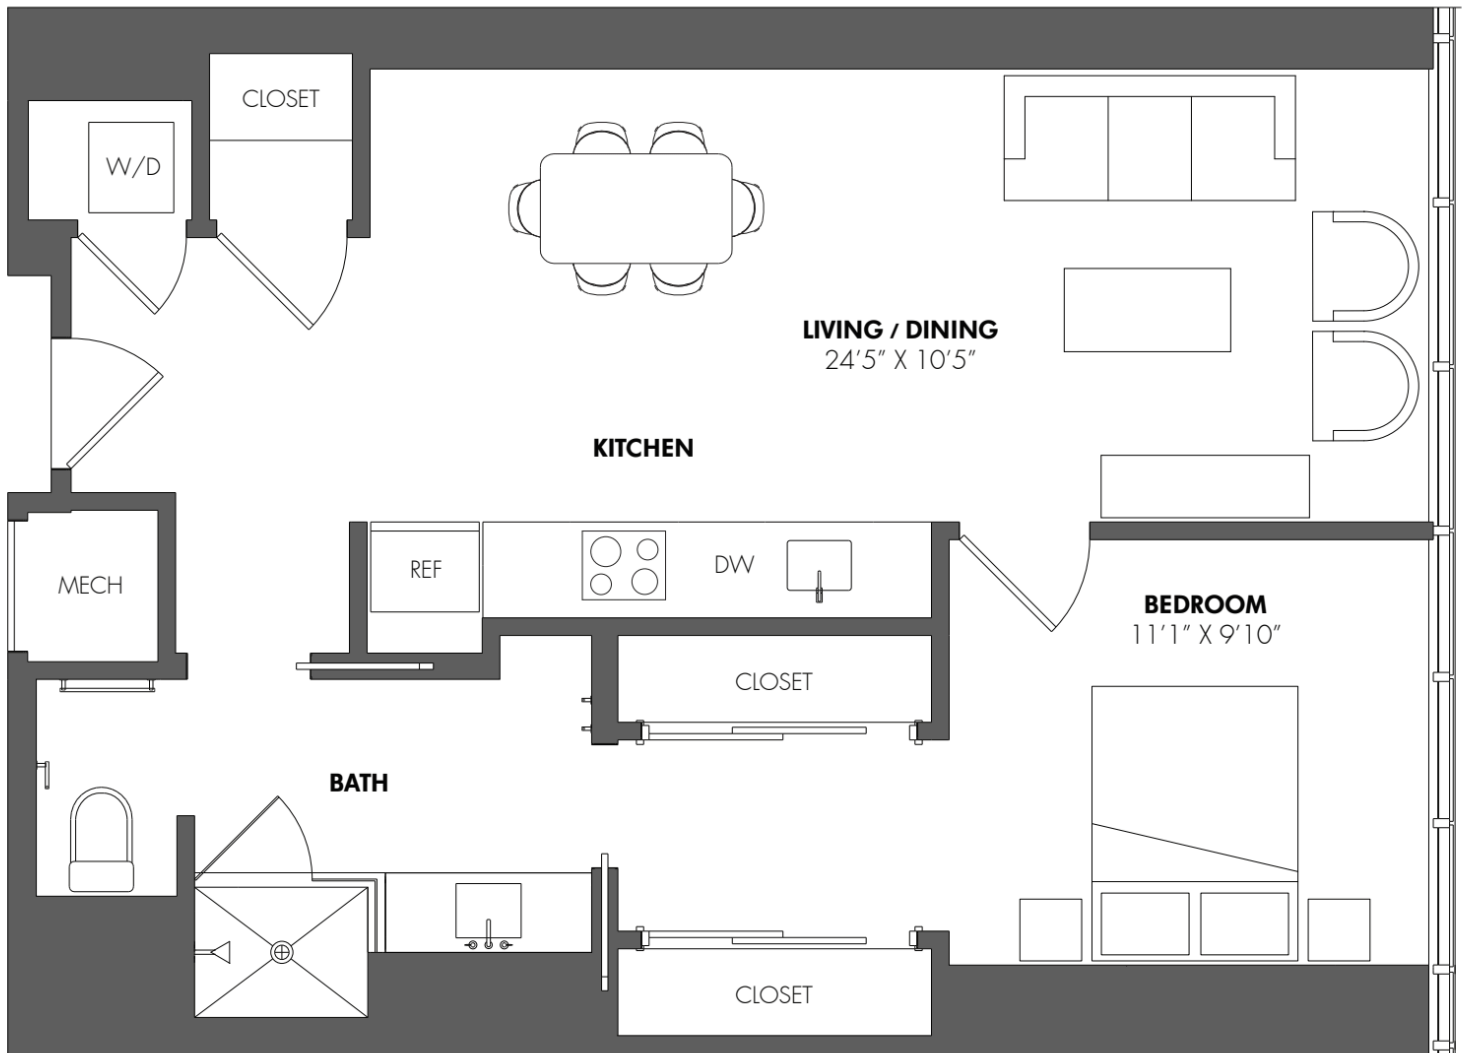 CLOSET
W/D
LIVING / DINING
24’5” X 10’5”
KITCHEN
REF
DW
MECH
BEDROOM
11’1” X 9’10”
CLOSET
BATH
CLOSET